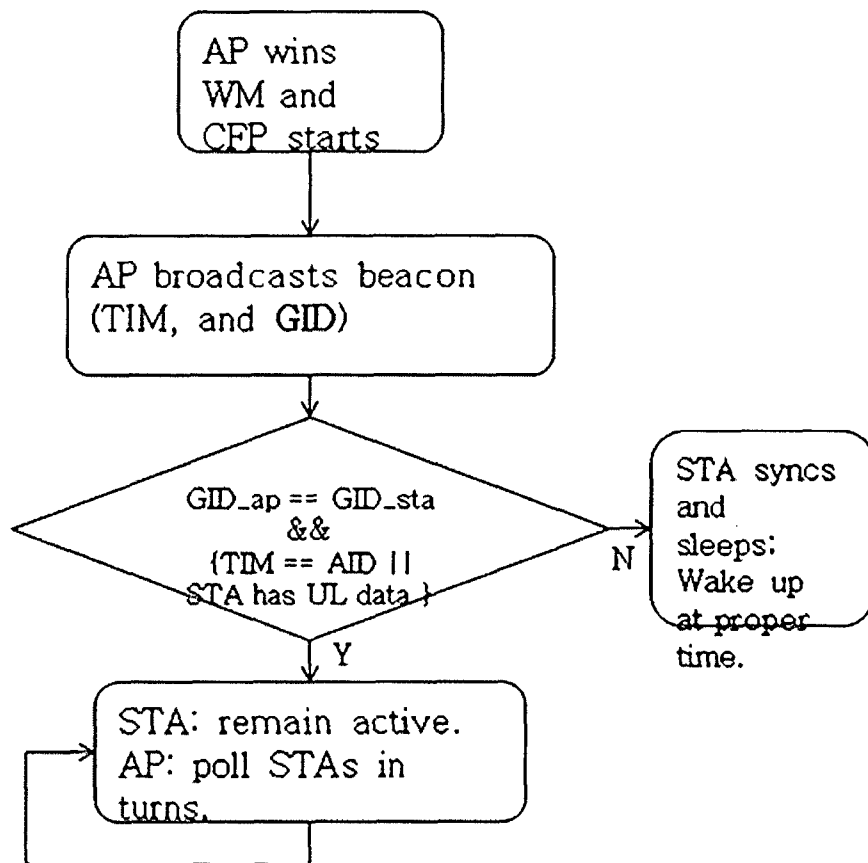 AP wins
WM and
CFP starts
AP broadcasts beacon
(TIM, and GID)
GID_ap == GID_sta
&&
{TIM == AID ||
STA has UL data }
N
STA syncs
and
sleeps:
Wake up
at proper
time.
Y
STA: remain active.
AP: poll STAs in
turns.